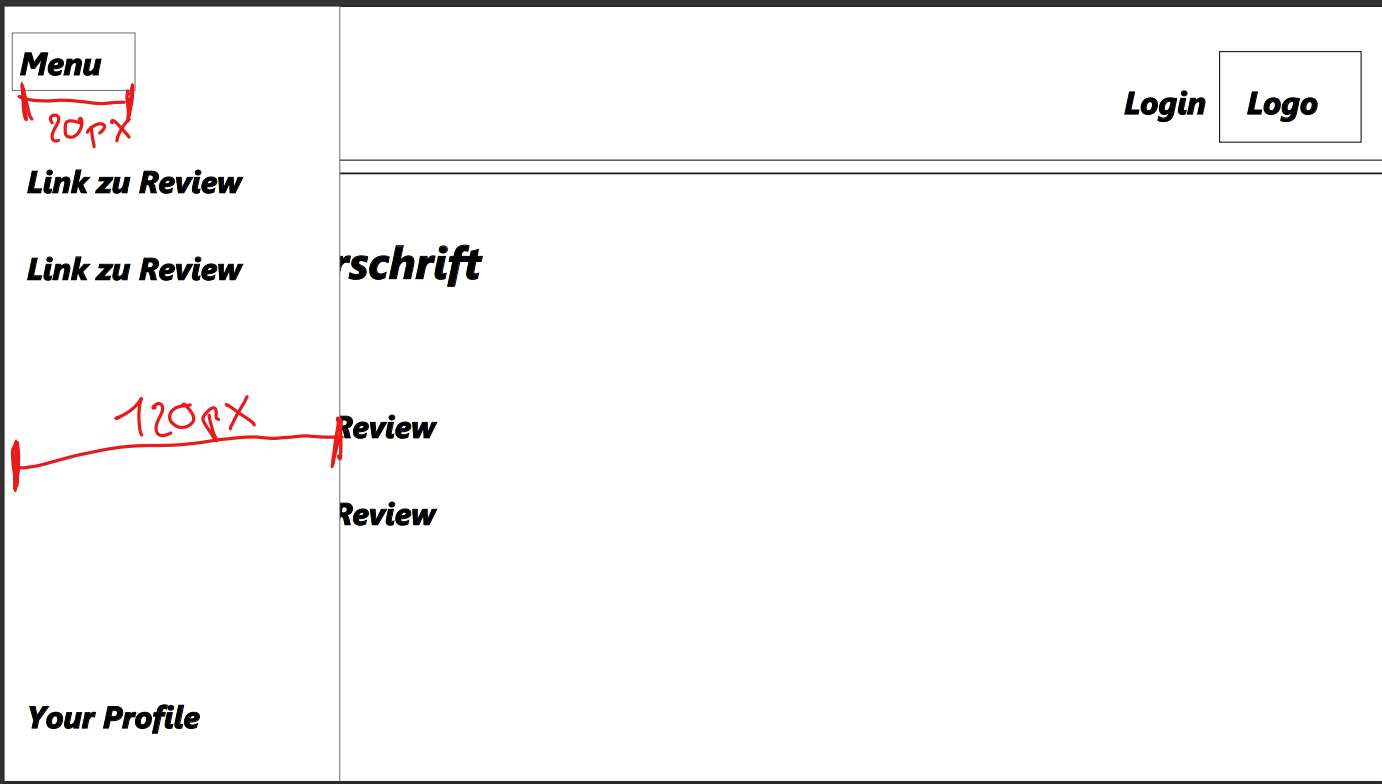 Menu
20px
Link zu Review
Link zu Review
120px
Your Profile
Login
Logo
rschrift
Review
Review